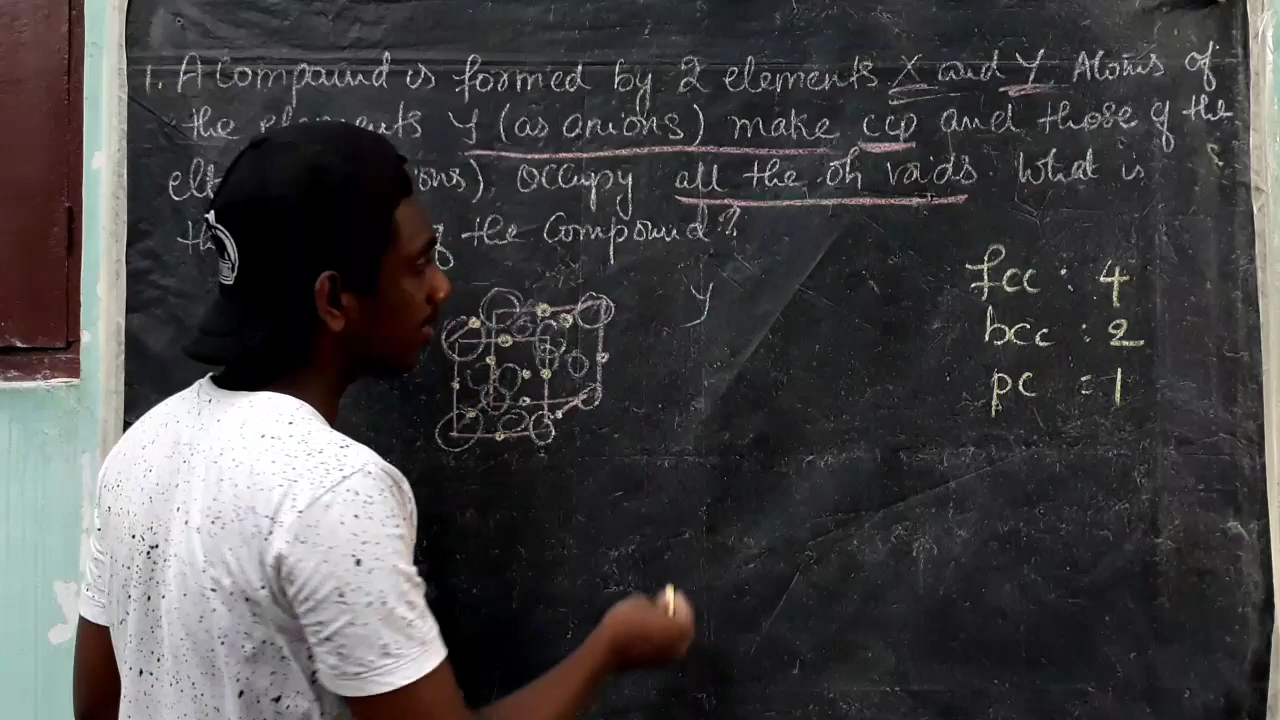 1. A Compound is formed by 2 elements X and Y Atoms of
the elements Y (as anions) make ccp and those of the
occupy all the oh voids What is
of the Compound?
Y
fcc : 4
bcc : 2
pc : 1